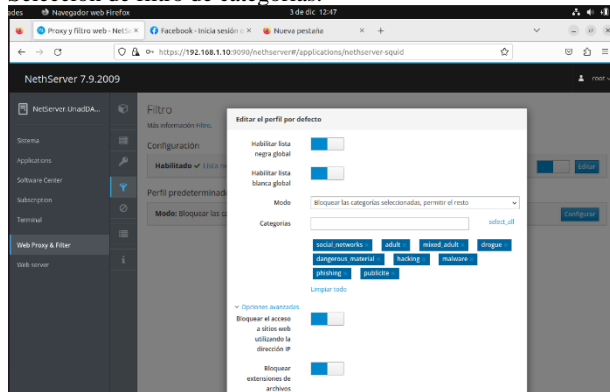 Selección de filtro de categorías.
ades Navegador web Firefox 3 de dic 12:47
Proxy y filtro web - NetS × Facebook - Inicia sesión o × Nueva pestaña × +
https://192.168.1.10:9090/nethserver#/applications/nethserver-squid
NethServer 7.9.2009 root
NetServer.UnadDA...
Sistema
Applications
Software Center
Subscription
Terminal
Web Proxy & Filter
Web server
Filtro
Más información Filtro.
Configuración
Habilitado Lista Editar
Perfil predeterminad
Modo: Bloquear las Configurar
Editar el perfil por defecto
Habilitar lista
negra global
Habilitar lista
blanca global
Modo Bloquear las categorías seleccionadas, permitir el resto
Categorias select_all
social_networks × adult × mixed_adult × drogue ×
dangerous_material × hacking × malware ×
phishing × publicite ×
Limpiar todo
Opciones avanzadas
Bloquear el acceso
a sitios web
utilizando la
dirección IP
Bloquear
extensiones de
archivos